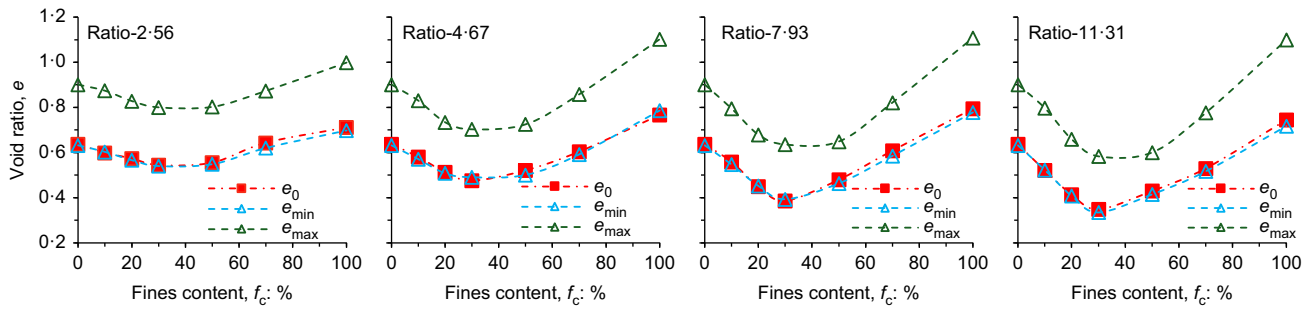 Void ratio, e
1·2
1·0
0·8
0·6
0·4
0·2
Ratio-2·56
e0
emin
emax
0 20 40 60 80 100
Fines content, fc: %
Ratio-4·67
e0
emin
emax
0 20 40 60 80 100
Fines content, fc: %
Ratio-7·93
e0
emin
emax
0 20 40 60 80 100
Fines content, fc: %
Ratio-11·31
e0
emin
emax
0 20 40 60 80 100
Fines content, fc: %